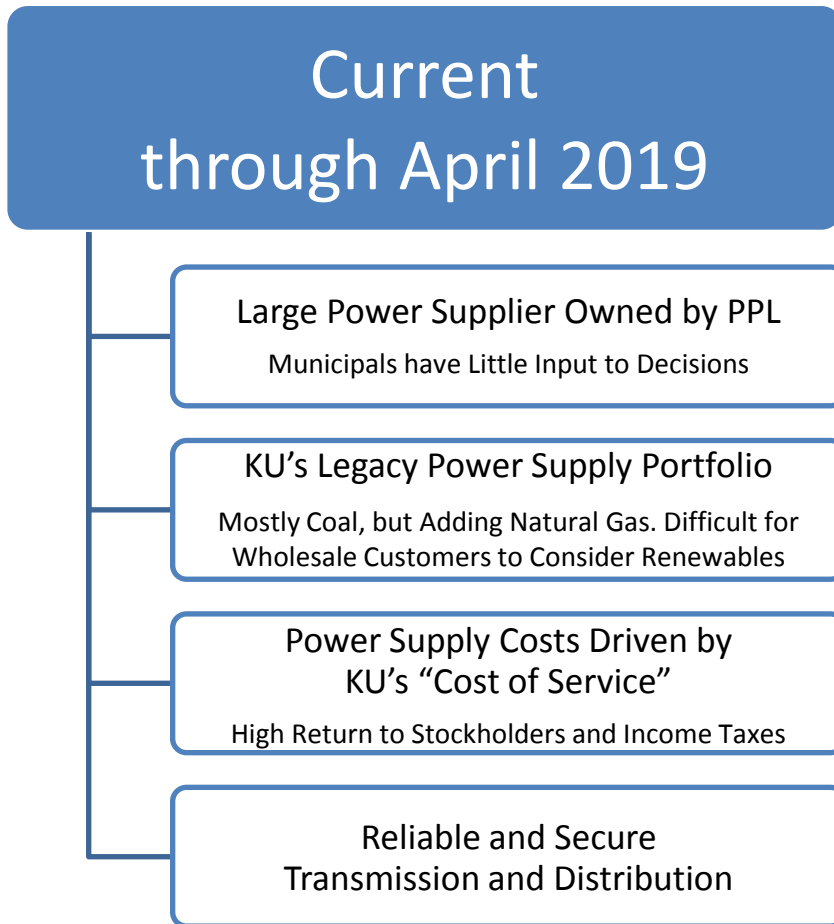 Current
through April 2019
Large Power Supplier Owned by PPL
Municipals have Little Input to Decisions
KU’s Legacy Power Supply Portfolio
Mostly Coal, but Adding Natural Gas. Difficult for
Wholesale Customers to Consider Renewables
Power Supply Costs Driven by
KU’s “Cost of Service”
High Return to Stockholders and Income Taxes
Reliable and Secure
Transmission and Distribution